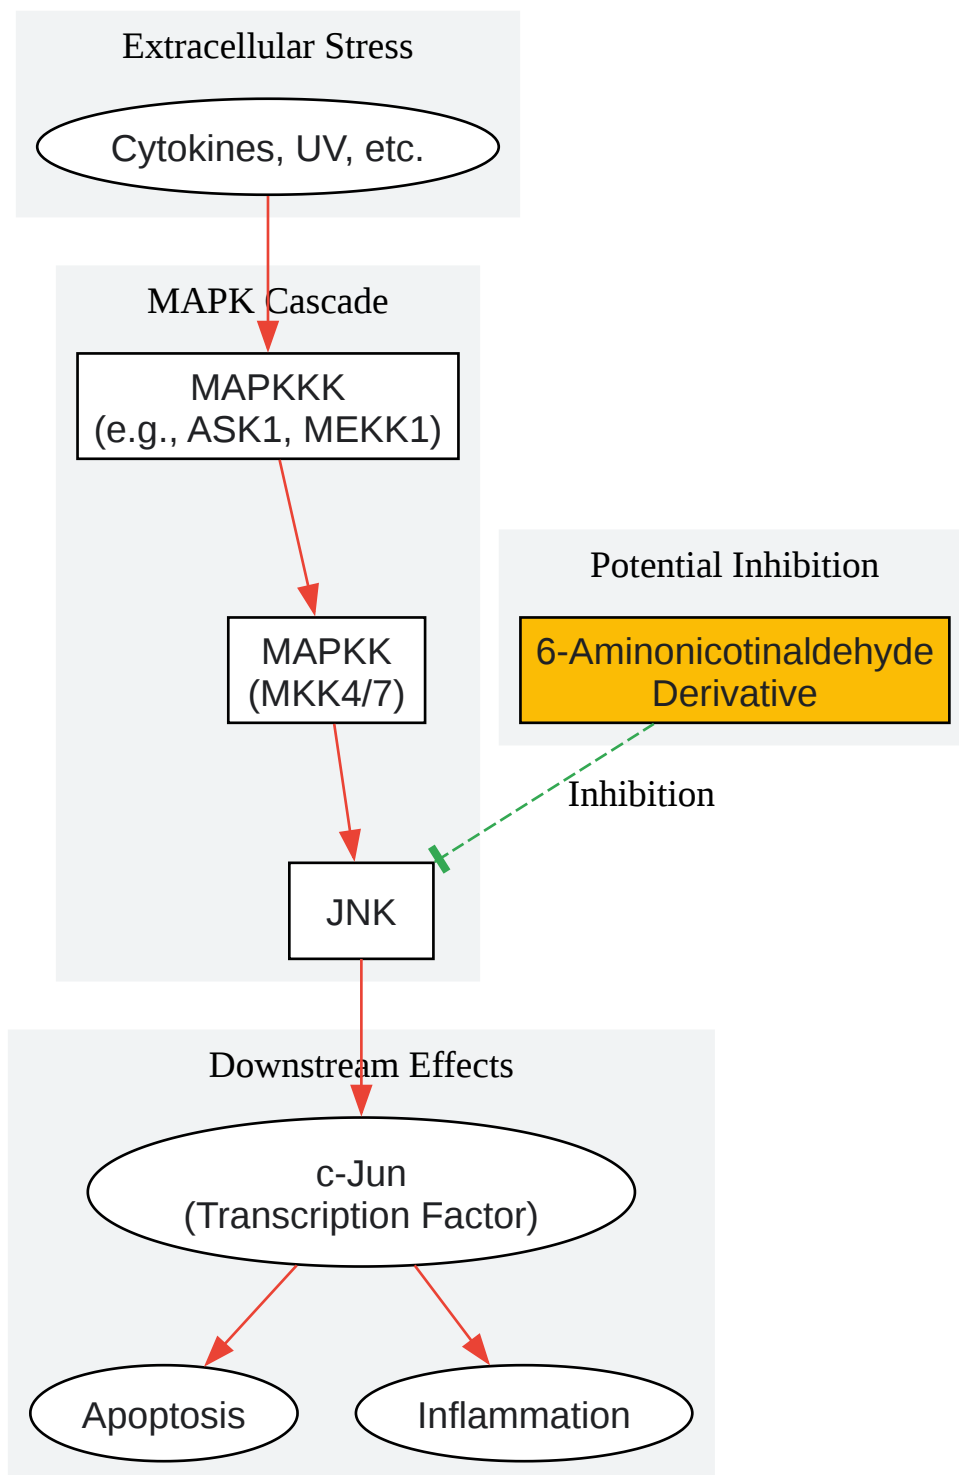 Extracellular Stress
Cytokines, UV, etc.
MAPK Cascade
MAPKKK
(e.g., ASK1, MEKK1)
Potential Inhibition
6-Aminonicotinaldehyde
Derivative
MAPKK
(MKK4/7)
Inhibition
JNK
Downstream Effects
c-Jun
(Transcription Factor)
Apoptosis
Inflammation